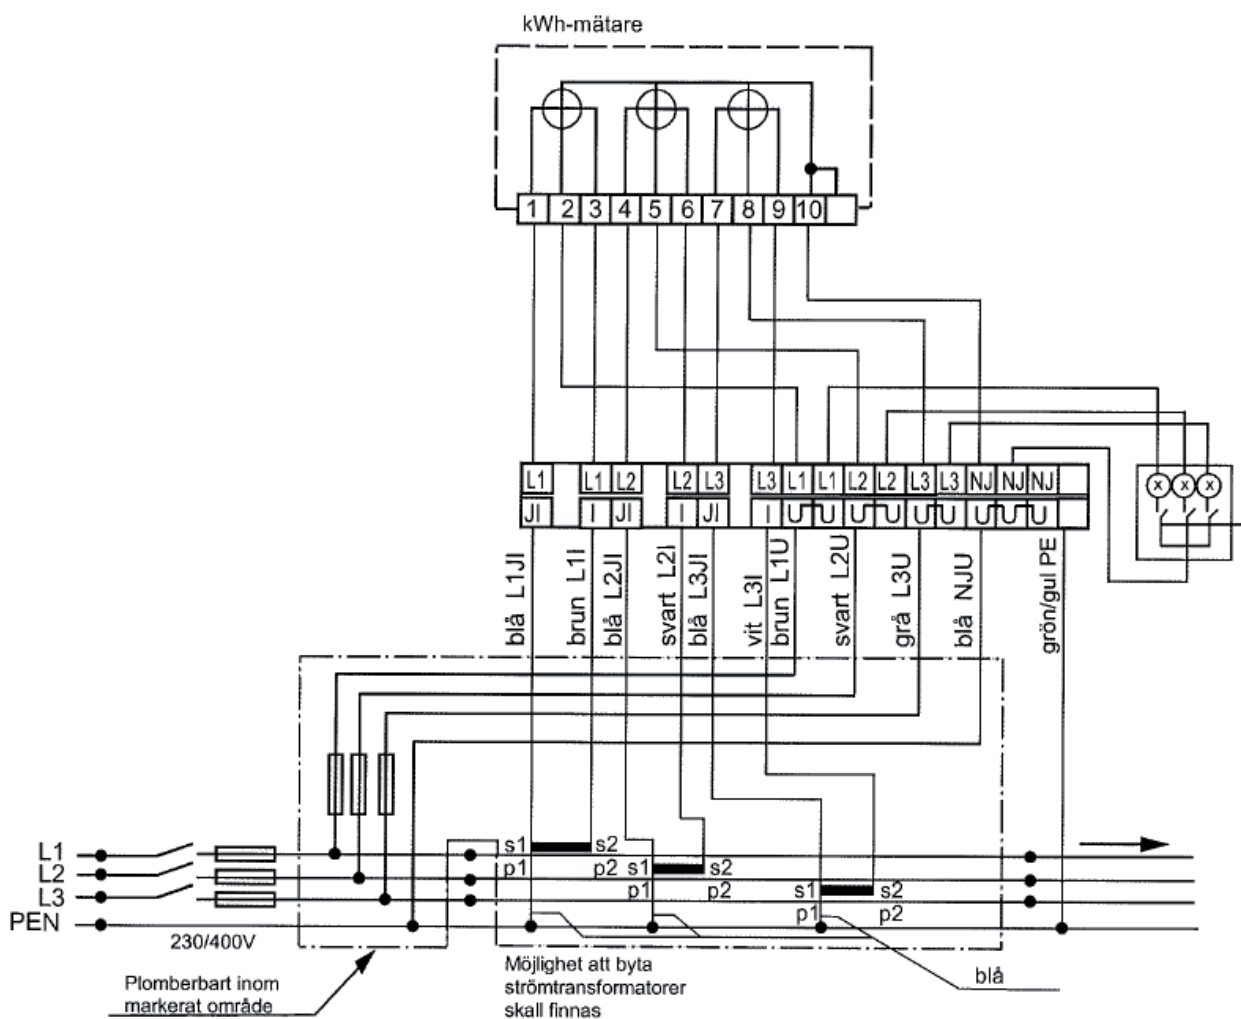 kWh-mätare
1 2 3 4 5 6 7 8 9 10
L1 L1 L2 L2 L3 L3 L1 L1 L2 L2 L3 L3 NJ NJ NJ
JI I JI I JI I U U U U U U U U U
x x x
blå L1JI
brun L1I
blå L2JI
svart L2I
blå L3JI
vit L3I
brun L1U
svart L2U
grå L3U
blå NJU
grön/gul PE
L1
L2
L3
PEN
s1 s2
p1 p2
s1 s2
p1 p2
s1 s2
p1 p2
230/400V
Plomberbart inom
markerat område
Möjlighet att byta
strömtransformatorer
skall finnas
blå